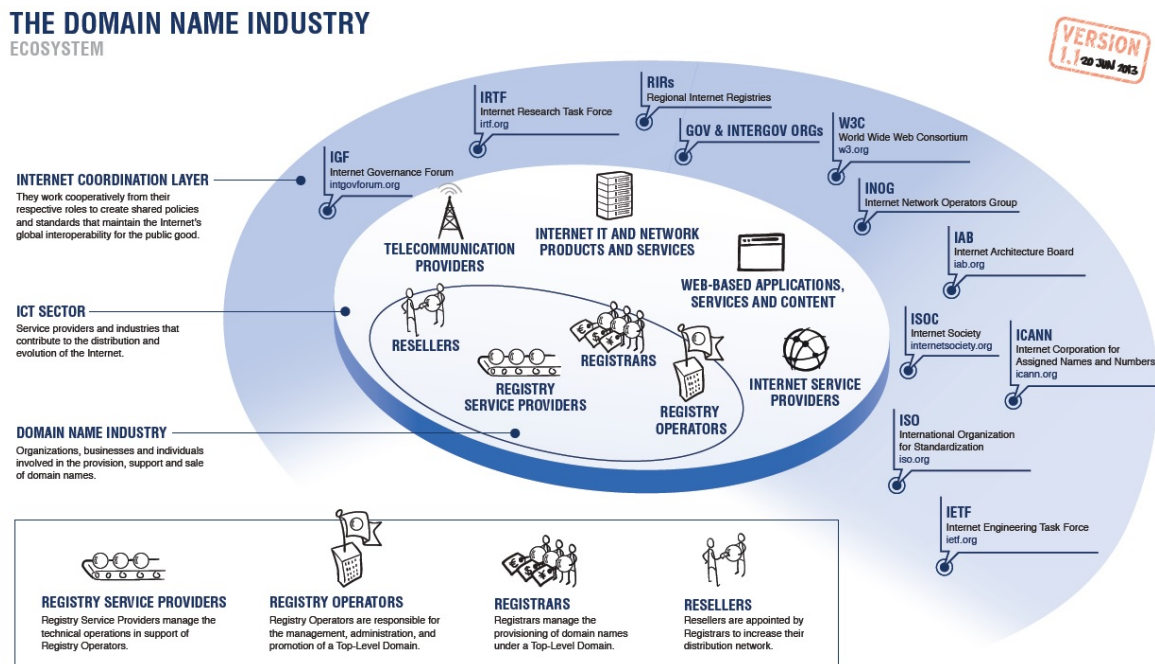 THE DOMAIN NAME INDUSTRY
ECOSYSTEM
VERSION
1.1 20 JUN 2013
IRTF
Internet Research Task Force
irtf.org
RIRs
Regional Internet Registries
GOV & INTERGOV ORGs
W3C
World Wide Web Consortium
w3.org
IGF
Internet Governance Forum
intgovforum.org
INOG
Internet Network Operators Group
IAB
Internet Architecture Board
iab.org
ISOC
Internet Society
internetsociety.org
ICANN
Internet Corporation for
Assigned Names and Numbers
icann.org
ISO
International Organization
for Standardization
iso.org
IETF
Internet Engineering Task Force
ietf.org
INTERNET COORDINATION LAYER
They work cooperatively from their
respective roles to create shared policies
and standards that maintain the Internet's
global interoperability for the public good.
ICT SECTOR
Service providers and industries that
contribute to the distribution and
evolution of the Internet.
DOMAIN NAME INDUSTRY
Organizations, businesses and individuals
involved in the provision, support and sale
of domain names.
TELECOMMUNICATION
PROVIDERS
INTERNET IT AND NETWORK
PRODUCTS AND SERVICES
WEB-BASED APPLICATIONS,
SERVICES AND CONTENT
INTERNET SERVICE
PROVIDERS
RESELLERS
€ $ ¥
REGISTRARS
REGISTRY
SERVICE PROVIDERS
REGISTRY
OPERATORS
REGISTRY SERVICE PROVIDERS
Registry Service Providers manage the
technical operations in support of
Registry Operators.
REGISTRY OPERATORS
Registry Operators are responsible for
the management, administration, and
promotion of a Top-Level Domain.
€ $ ¥
REGISTRARS
Registrars manage the
provisioning of domain names
under a Top-Level Domain.
RESELLERS
Resellers are appointed by
Registrars to increase their
distribution network.